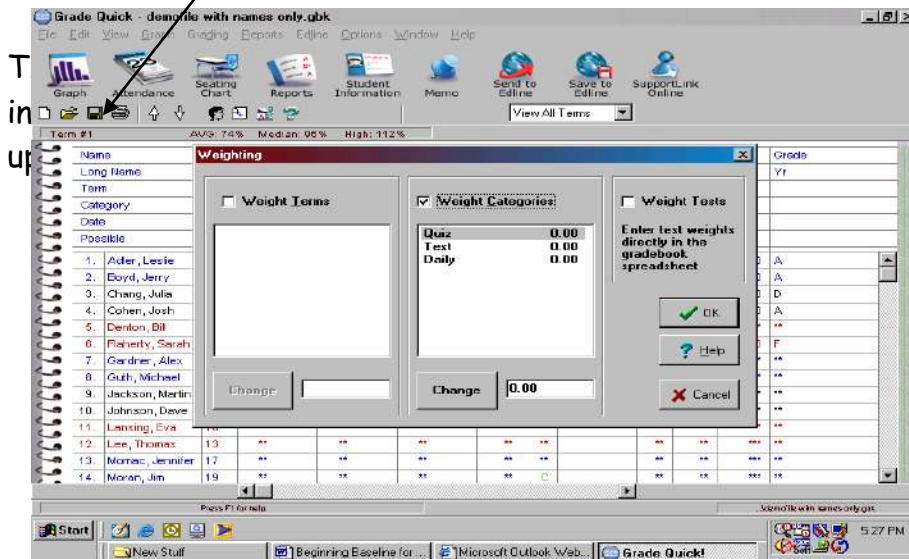 Grade Quick - demofile with names only.gbk
File Edit View Graph Grading Reports Edline Options Window Help
Graph Attendance Seating Chart Reports Student Information Memo Send to Edline Save to Edline SupportLink Online
View All Terms
Term #1 AVG: 74% Median: 96% High: 112%
in
Weighting
Name Grade
Long Name Yr
Term
Category
Date
Possible
Weight Terms
Weight Categories
Weight Tests
Quiz 0.00
Test 0.00
Daily 0.00
Enter test weights
directly in the
gradebook
spreadsheet
OK
Help
Cancel
Change
Change 0.00
1. Adler, Leslie A
2. Boyd, Jerry A
3. Chang, Julia D
4. Cohen, Josh A
5. Denton, Bill **
6. Flaherty, Sarah F
7. Gardner, Alex **
8. Guth, Michael **
9. Jackson, Martin **
10. Johnson, Dave **
11. Lansing, Eva **
12. Lee, Thomas 13 ** ** ** ** ** ** ** *** **
13. Jennifer 17 ** ** ** ** ** ** ** *** **
14. Moran, Jim 19 ** ** ** ** C ** ** *** **
Press F1 for help
Start 5:27 PM
New Stuff Beginning Baseline for ... Microsoft Outlook Web... Grade Quick!